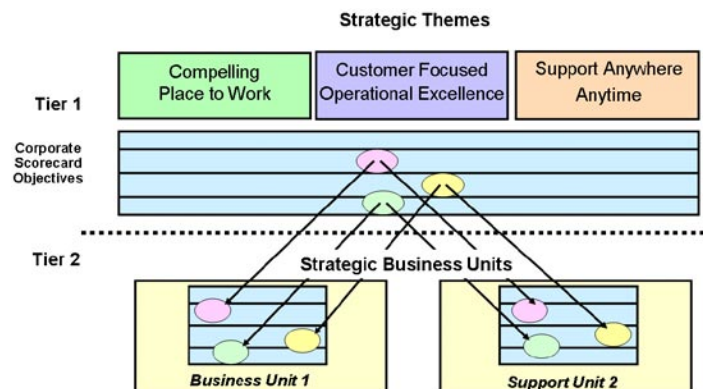 Strategic Themes
Compelling
Place to Work
Customer Focused
Operational Excellence
Support Anywhere
Anytime
Tier 1
Corporate
Scorecard
Objectives
Tier 2
Strategic Business Units
Business Unit 1
Support Unit 2